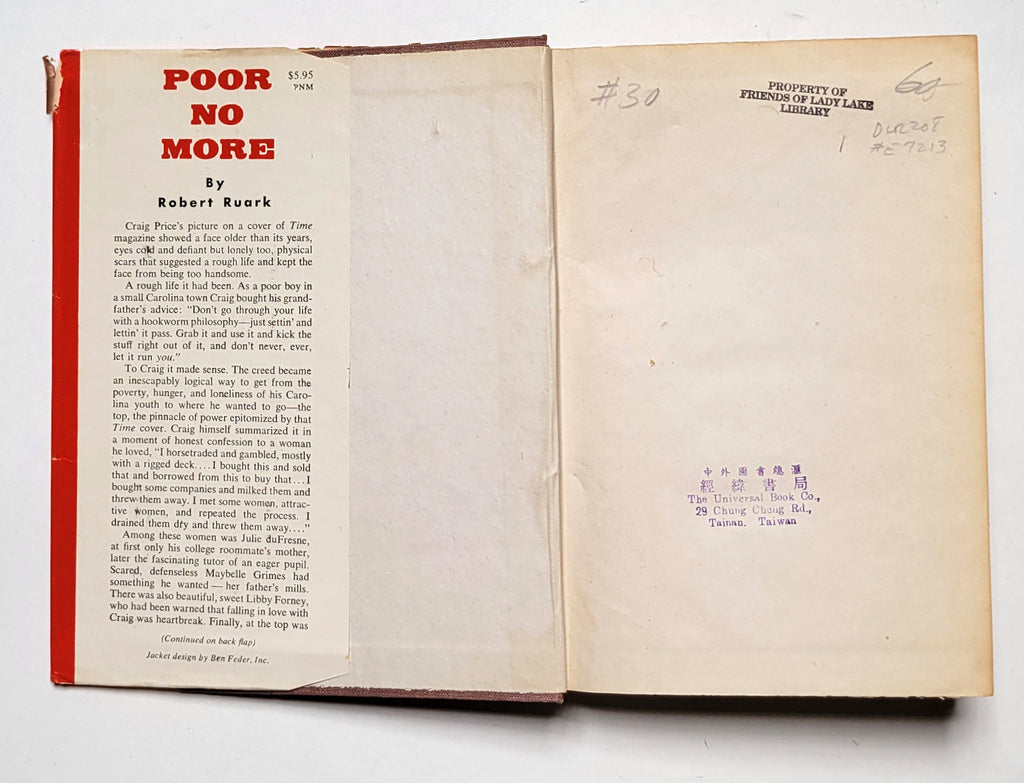 POOR
NO
MORE
$5.95
PNM
By
Robert Ruark
Craig Price's picture on a cover of Time
magazine showed a face older than its years,
eyes cold and defiant but lonely too, physical
scars that suggested a rough life and kept the
face from being too handsome.
A rough life it had been. As a poor boy in
a small Carolina town Craig bought his grand-
father's advice: "Don't go through your life
with a hookworm philosophy—just settin' and
lettin' it pass. Grab it and use it and kick the
stuff right out of it, and don't never, ever,
let it run you."
To Craig it made sense. The creed became
an inescapably logical way to get from the
poverty, hunger, and loneliness of his Caro-
lina youth to where he wanted to go—the
top, the pinnacle of power epitomized by that
Time cover. Craig himself summarized it in
a moment of honest confession to a woman
he loved, "I horsetraded and gambled, mostly
with a rigged deck.... I bought this and sold
that and borrowed from this to buy that... I
bought some companies and milked them and
threw them away. I met some women, attrac-
tive women, and repeated the process. I
drained them dry and threw them away...."
Among these women was Julie duFresne,
at first only his college roommate's mother,
later the fascinating tutor of an eager pupil.
Scared, defenseless Maybelle Grimes had
something he wanted — her father's mills.
There was also beautiful, sweet Libby Forney,
who had been warned that falling in love with
Craig was heartbreak. Finally, at the top was
(Continued on back flap)
Jacket design by Ben Feder, Inc.
#30
PROPERTY OF
FRIENDS OF LADY LAKE
LIBRARY
#E7213
中外圖書總滙
經緯書局
The Universal Book Co.,
29 Chung Cheng Rd.,
Tainan. Taiwan